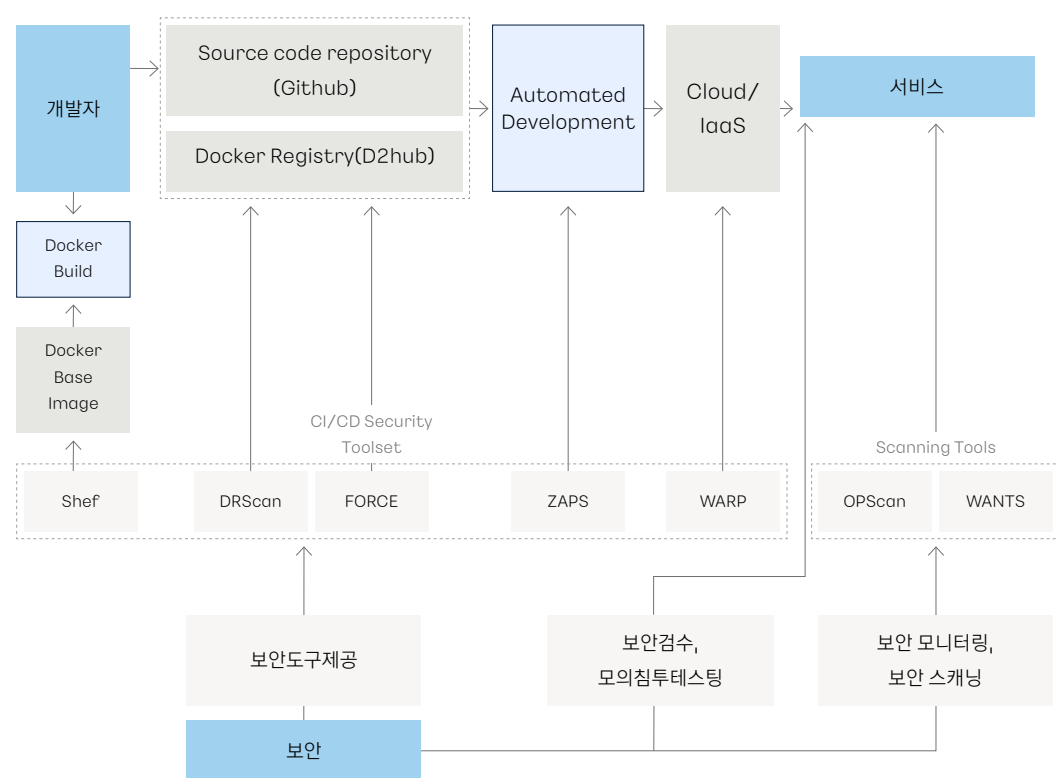 개발자
Source code repository
(Github)
Docker Registry(D2hub)
Automated
Development
Cloud/
IaaS
서비스
Docker
Build
Docker
Base
Image
CI/CD Security
Toolset
Scanning Tools
Shef
DRScan
FORCE
ZAPS
WARP
OPScan
WANTS
보안도구제공
보안검수,
모의침투테스팅
보안 모니터링,
보안 스캐닝
보안